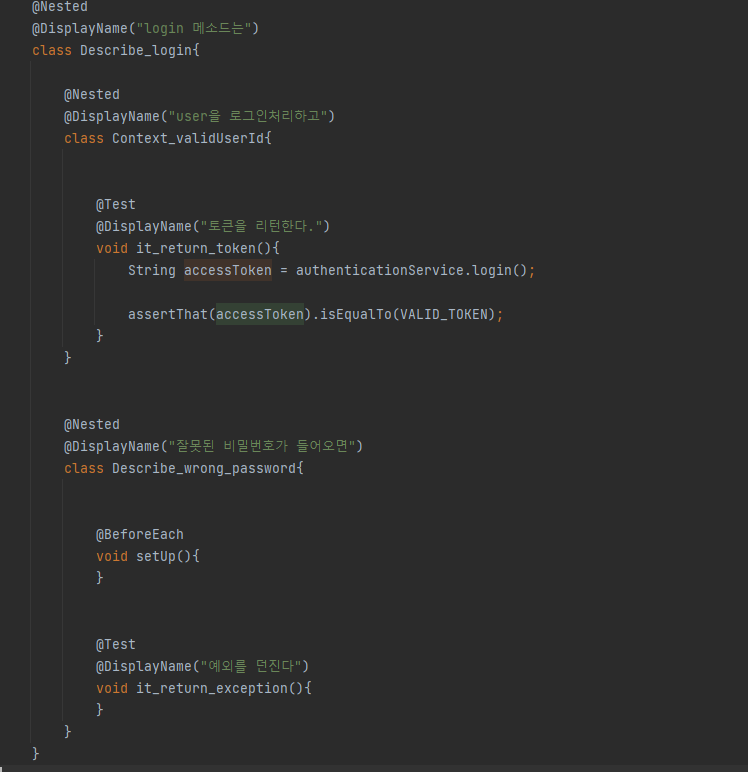 @Nested
@DisplayName("login 메소드는")
class Describe_login{
@Nested
@DisplayName("user을 로그인처리하고")
class Context_validUserId{
@Test
@DisplayName("토큰을 리턴한다.")
void it_return_token(){
String accessToken = authenticationService.login();
assertThat(accessToken).isEqualTo(VALID_TOKEN);
}
}
@Nested
@DisplayName("잘못된 비밀번호가 들어오면")
class Describe_wrong_password{
@BeforeEach
void setUp(){
}
@Test
@DisplayName("예외를 던진다")
void it_return_exception(){
}
}
}